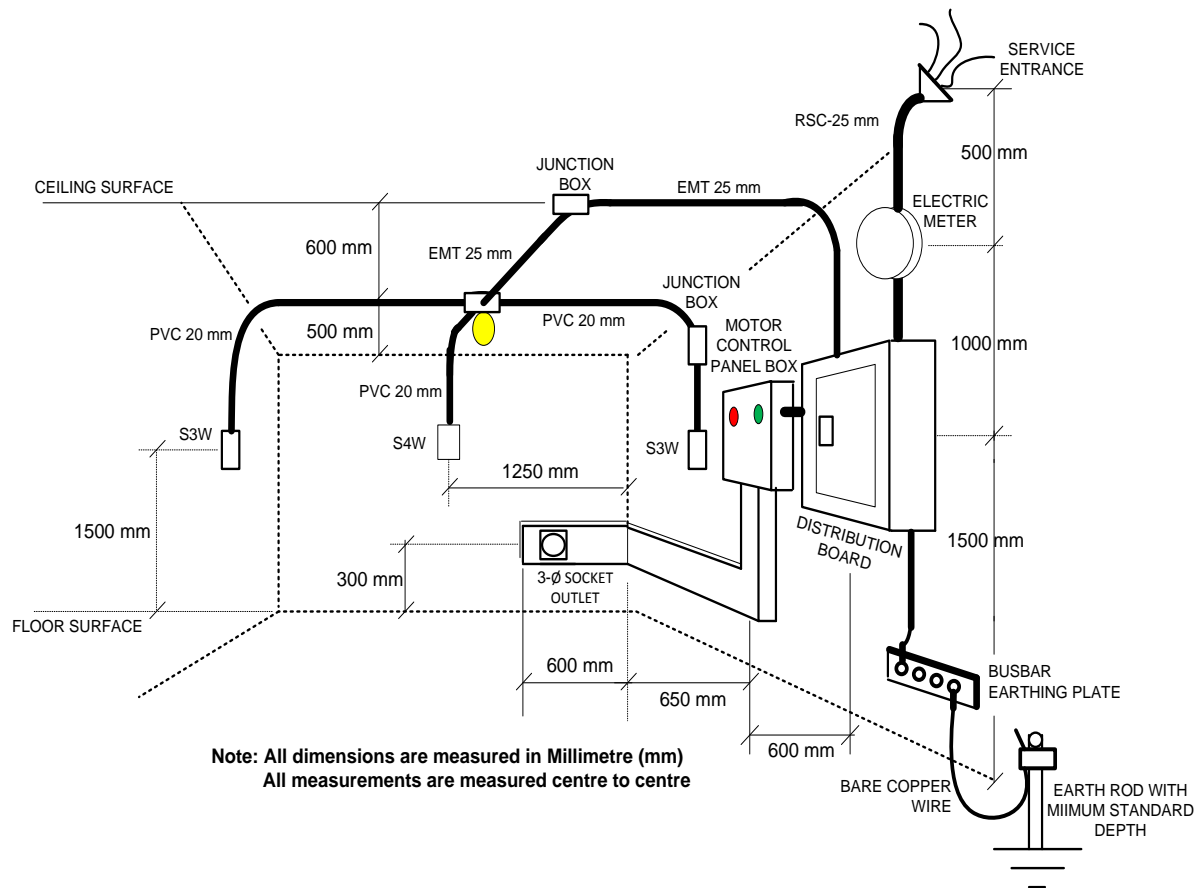 SERVICE
ENTRANCE
RSC-25 mm
500 mm
JUNCTION
BOX
CEILING SURFACE
EMT 25 mm
ELECTRIC
METER
600 mm
EMT 25 mm
JUNCTION
BOX
PVC 20 mm
500 mm
PVC 20 mm
MOTOR
CONTROL
PANEL BOX
1000 mm
PVC 20 mm
S3W
S4W
S3W
1250 mm
1500 mm
DISTRIBUTION
BOARD
1500 mm
300 mm
3-Ø SOCKET
OUTLET
FLOOR SURFACE
600 mm
650 mm
BUSBAR
EARTHING PLATE
600 mm
Note: All dimensions are measured in Millimetre (mm)
All measurements are measured centre to centre
BARE COPPER
WIRE
EARTH ROD WITH
MIIMUM STANDARD
DEPTH